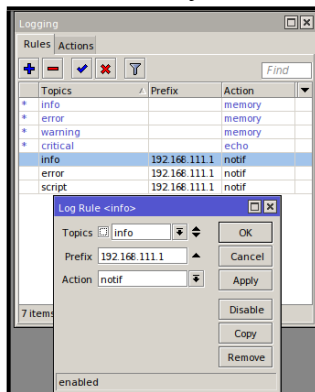 Logging
Rules Actions
Find
Topics Prefix Action
* info memory
* error memory
* warning memory
* critical echo
info 192.168.111.1 notif
error 192.168.111.1 notif
script 192.168.111.1 notif
Log Rule <info>
Topics info OK
Prefix 192.168.111.1 Cancel
Action notif Apply
Disable
7 items
Copy
Remove
enabled